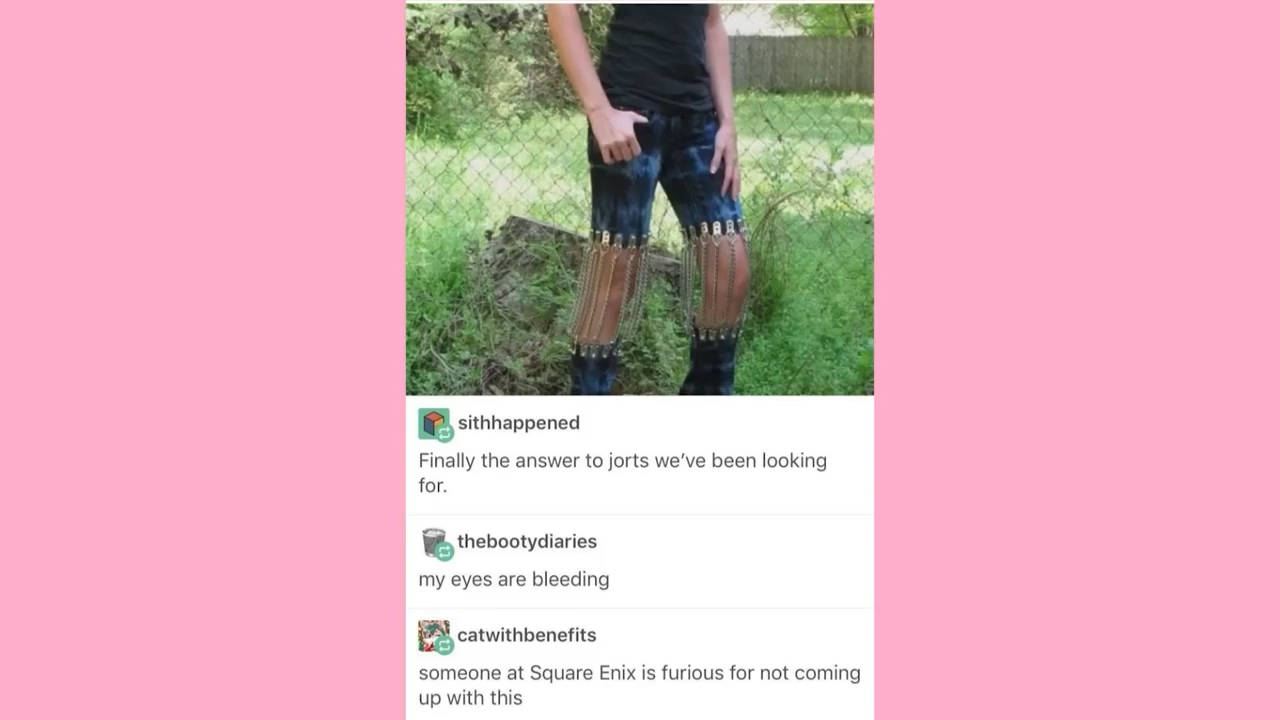 sithhappened
Finally the answer to jorts we’ve been looking
for.
thebootydiaries
my eyes are bleeding
catwithbenefits
someone at Square Enix is furious for not coming
up with this